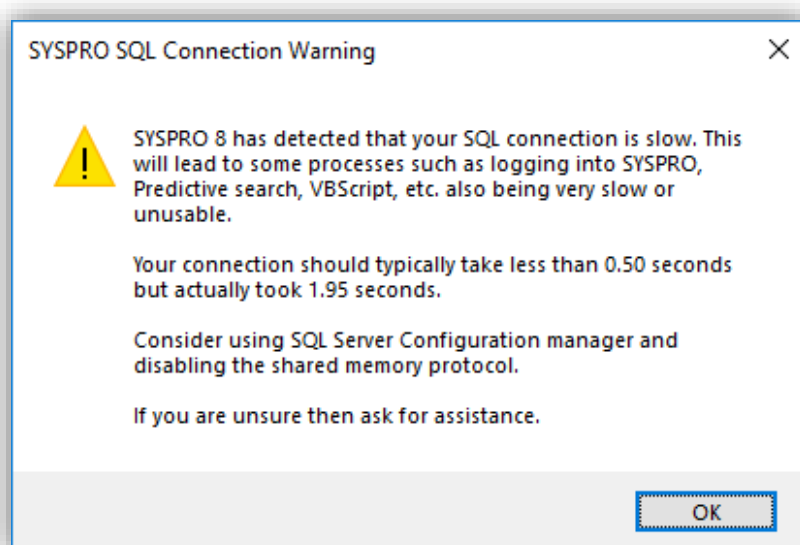 SYSPRO SQL Connection Warning
SYSPRO 8 has detected that your SQL connection is slow. This
will lead to some processes such as logging into SYSPRO,
Predictive search, VBScript, etc. also being very slow or
unusable.
Your connection should typically take less than 0.50 seconds
but actually took 1.95 seconds.
Consider using SQL Server Configuration manager and
disabling the shared memory protocol.
If you are unsure then ask for assistance.
OK